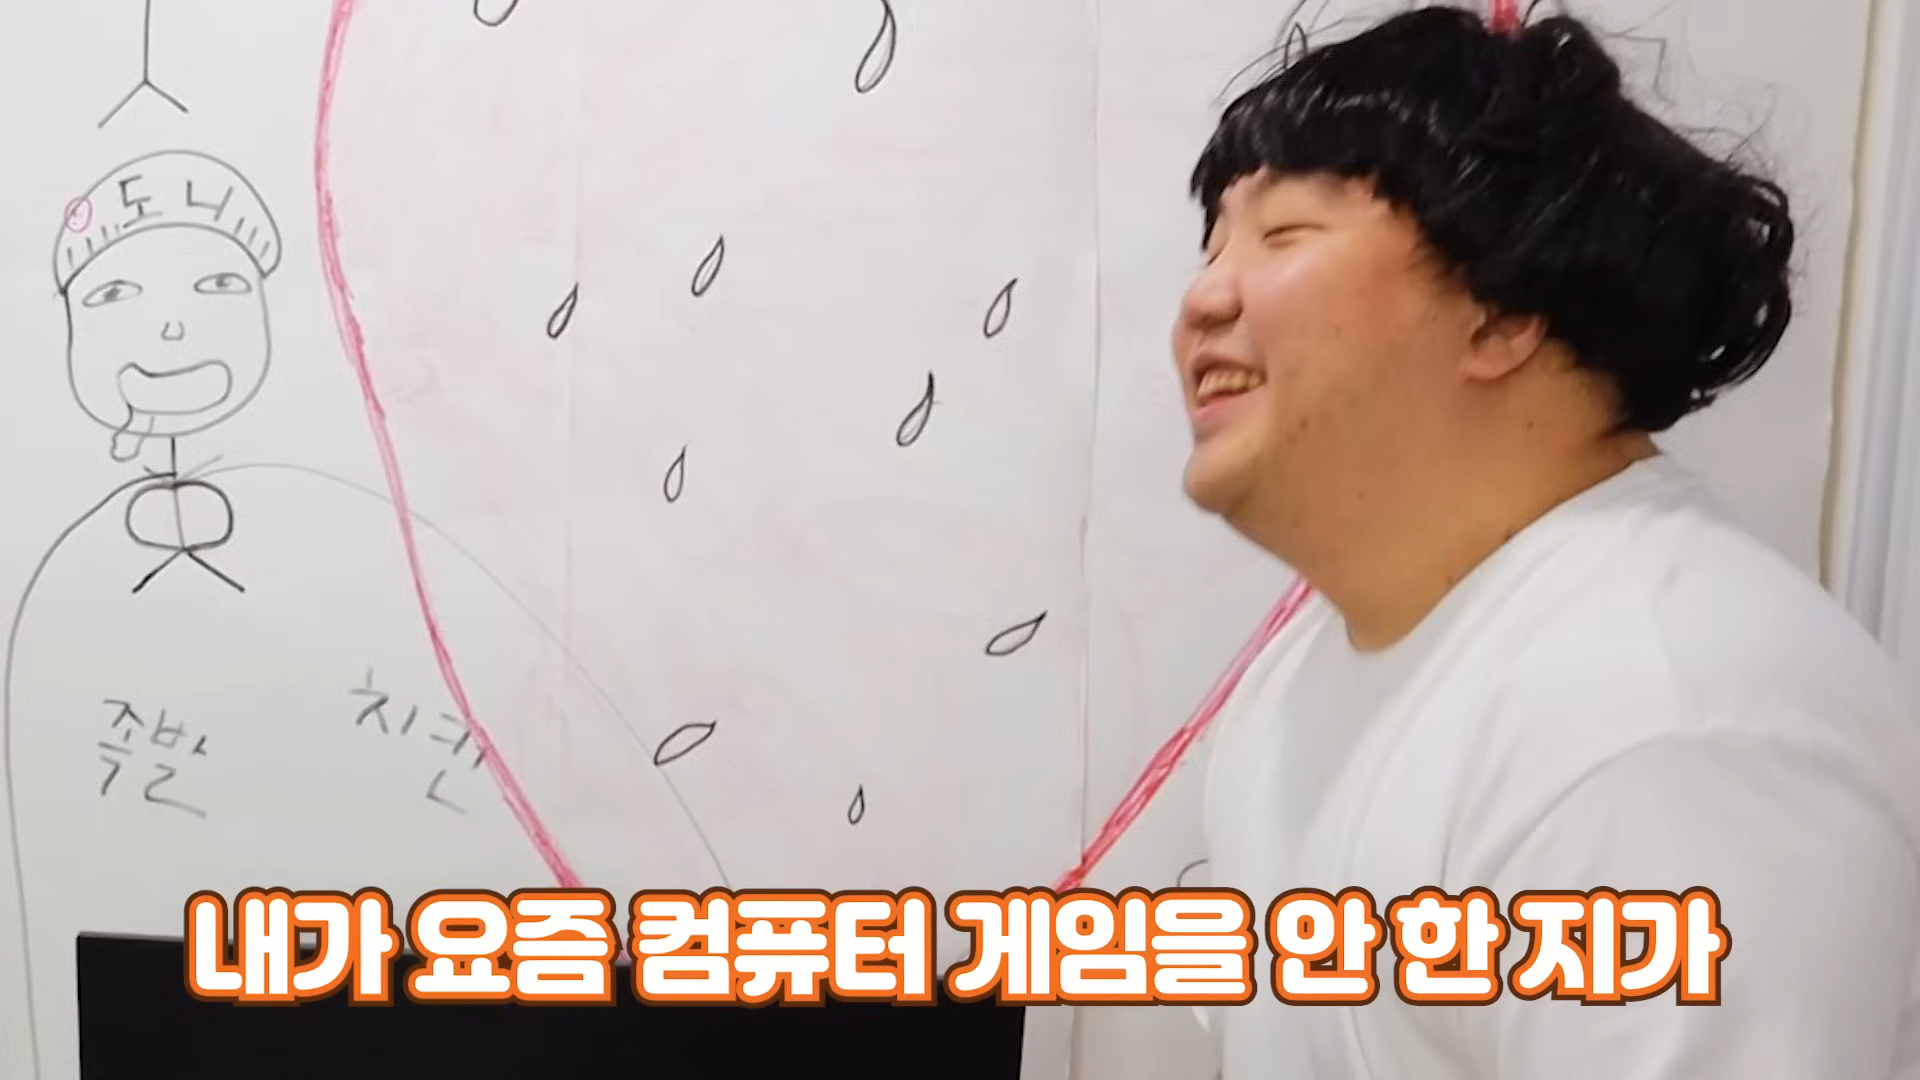 도니
족발
치킨
내가 요즘 컴퓨터 게임을 안 한 지가